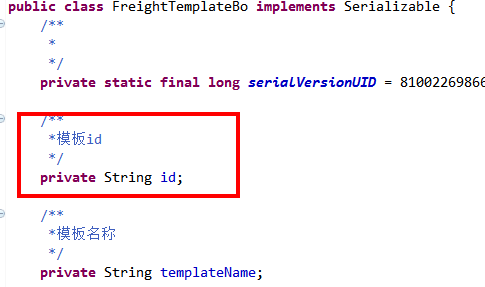 public class FreightTemplateBo implements Serializable {
/**
*
*/
private static final long serialVersionUID = 81002269866
/**
*模板id
*/
private String id;
/**
*模板名称
*/
private String templateName;